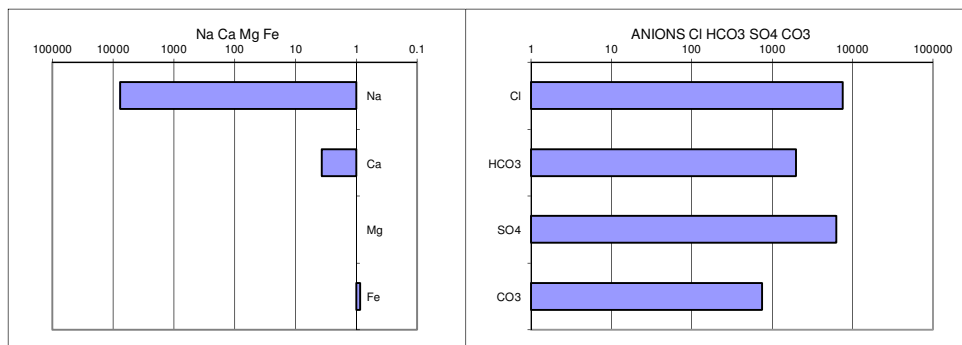 Na Ca Mg Fe
100000 10000 1000 100 10 1 0.1
Na
Ca
Mg
Fe
ANIONS Cl HCO3 SO4 CO3
1 10 100 1000 10000 100000
Cl
HCO3
SO4
CO3